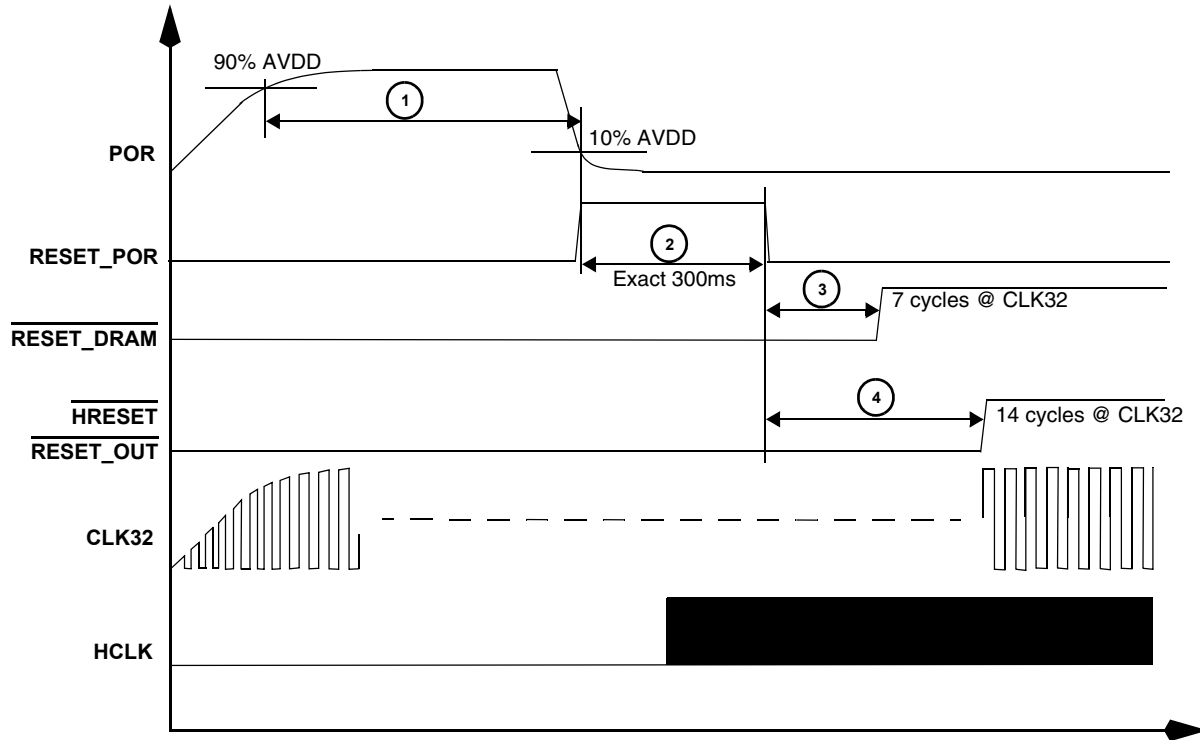 90% AVDD
1
10% AVDD
POR
2
RESET_POR
Exact 300ms
3
7 cycles @ CLK32
RESET_DRAM
4
HRESET
14 cycles @ CLK32
RESET_OUT
CLK32
HCLK